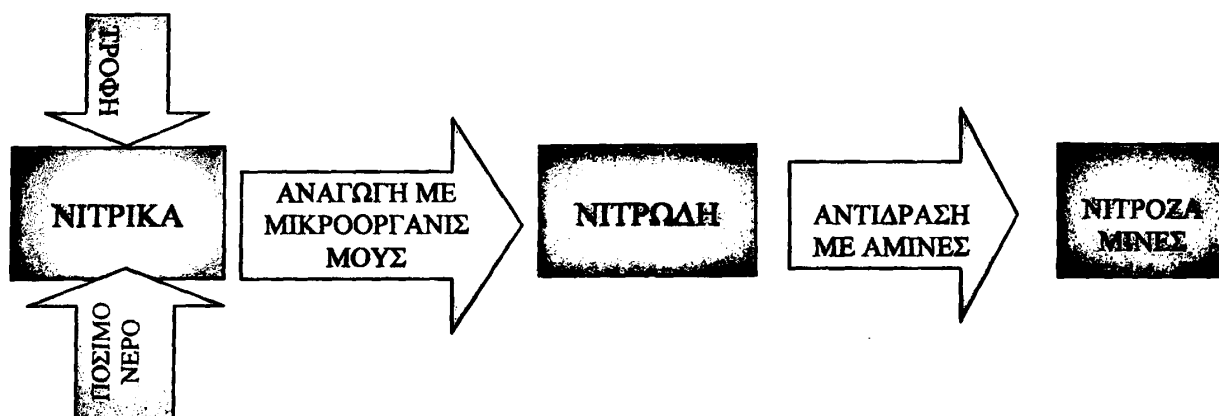 ΤΡΟΦΗ
ΝΙΤΡΙΚΑ
ΠΟΣΙΜΟ
ΝΕΡΟ
ΑΝΑΓΩΓΗ ΜΕ
ΜΙΚΡΟΟΡΓΑΝΙΣ
ΜΟΥΣ
ΝΙΤΡΩΔΗ
ΑΝΤΙΔΡΑΣΗ
ΜΕ ΑΜΙΝΕΣ
ΝΙΤΡΟΖΑ
ΜΙΝΕΣ